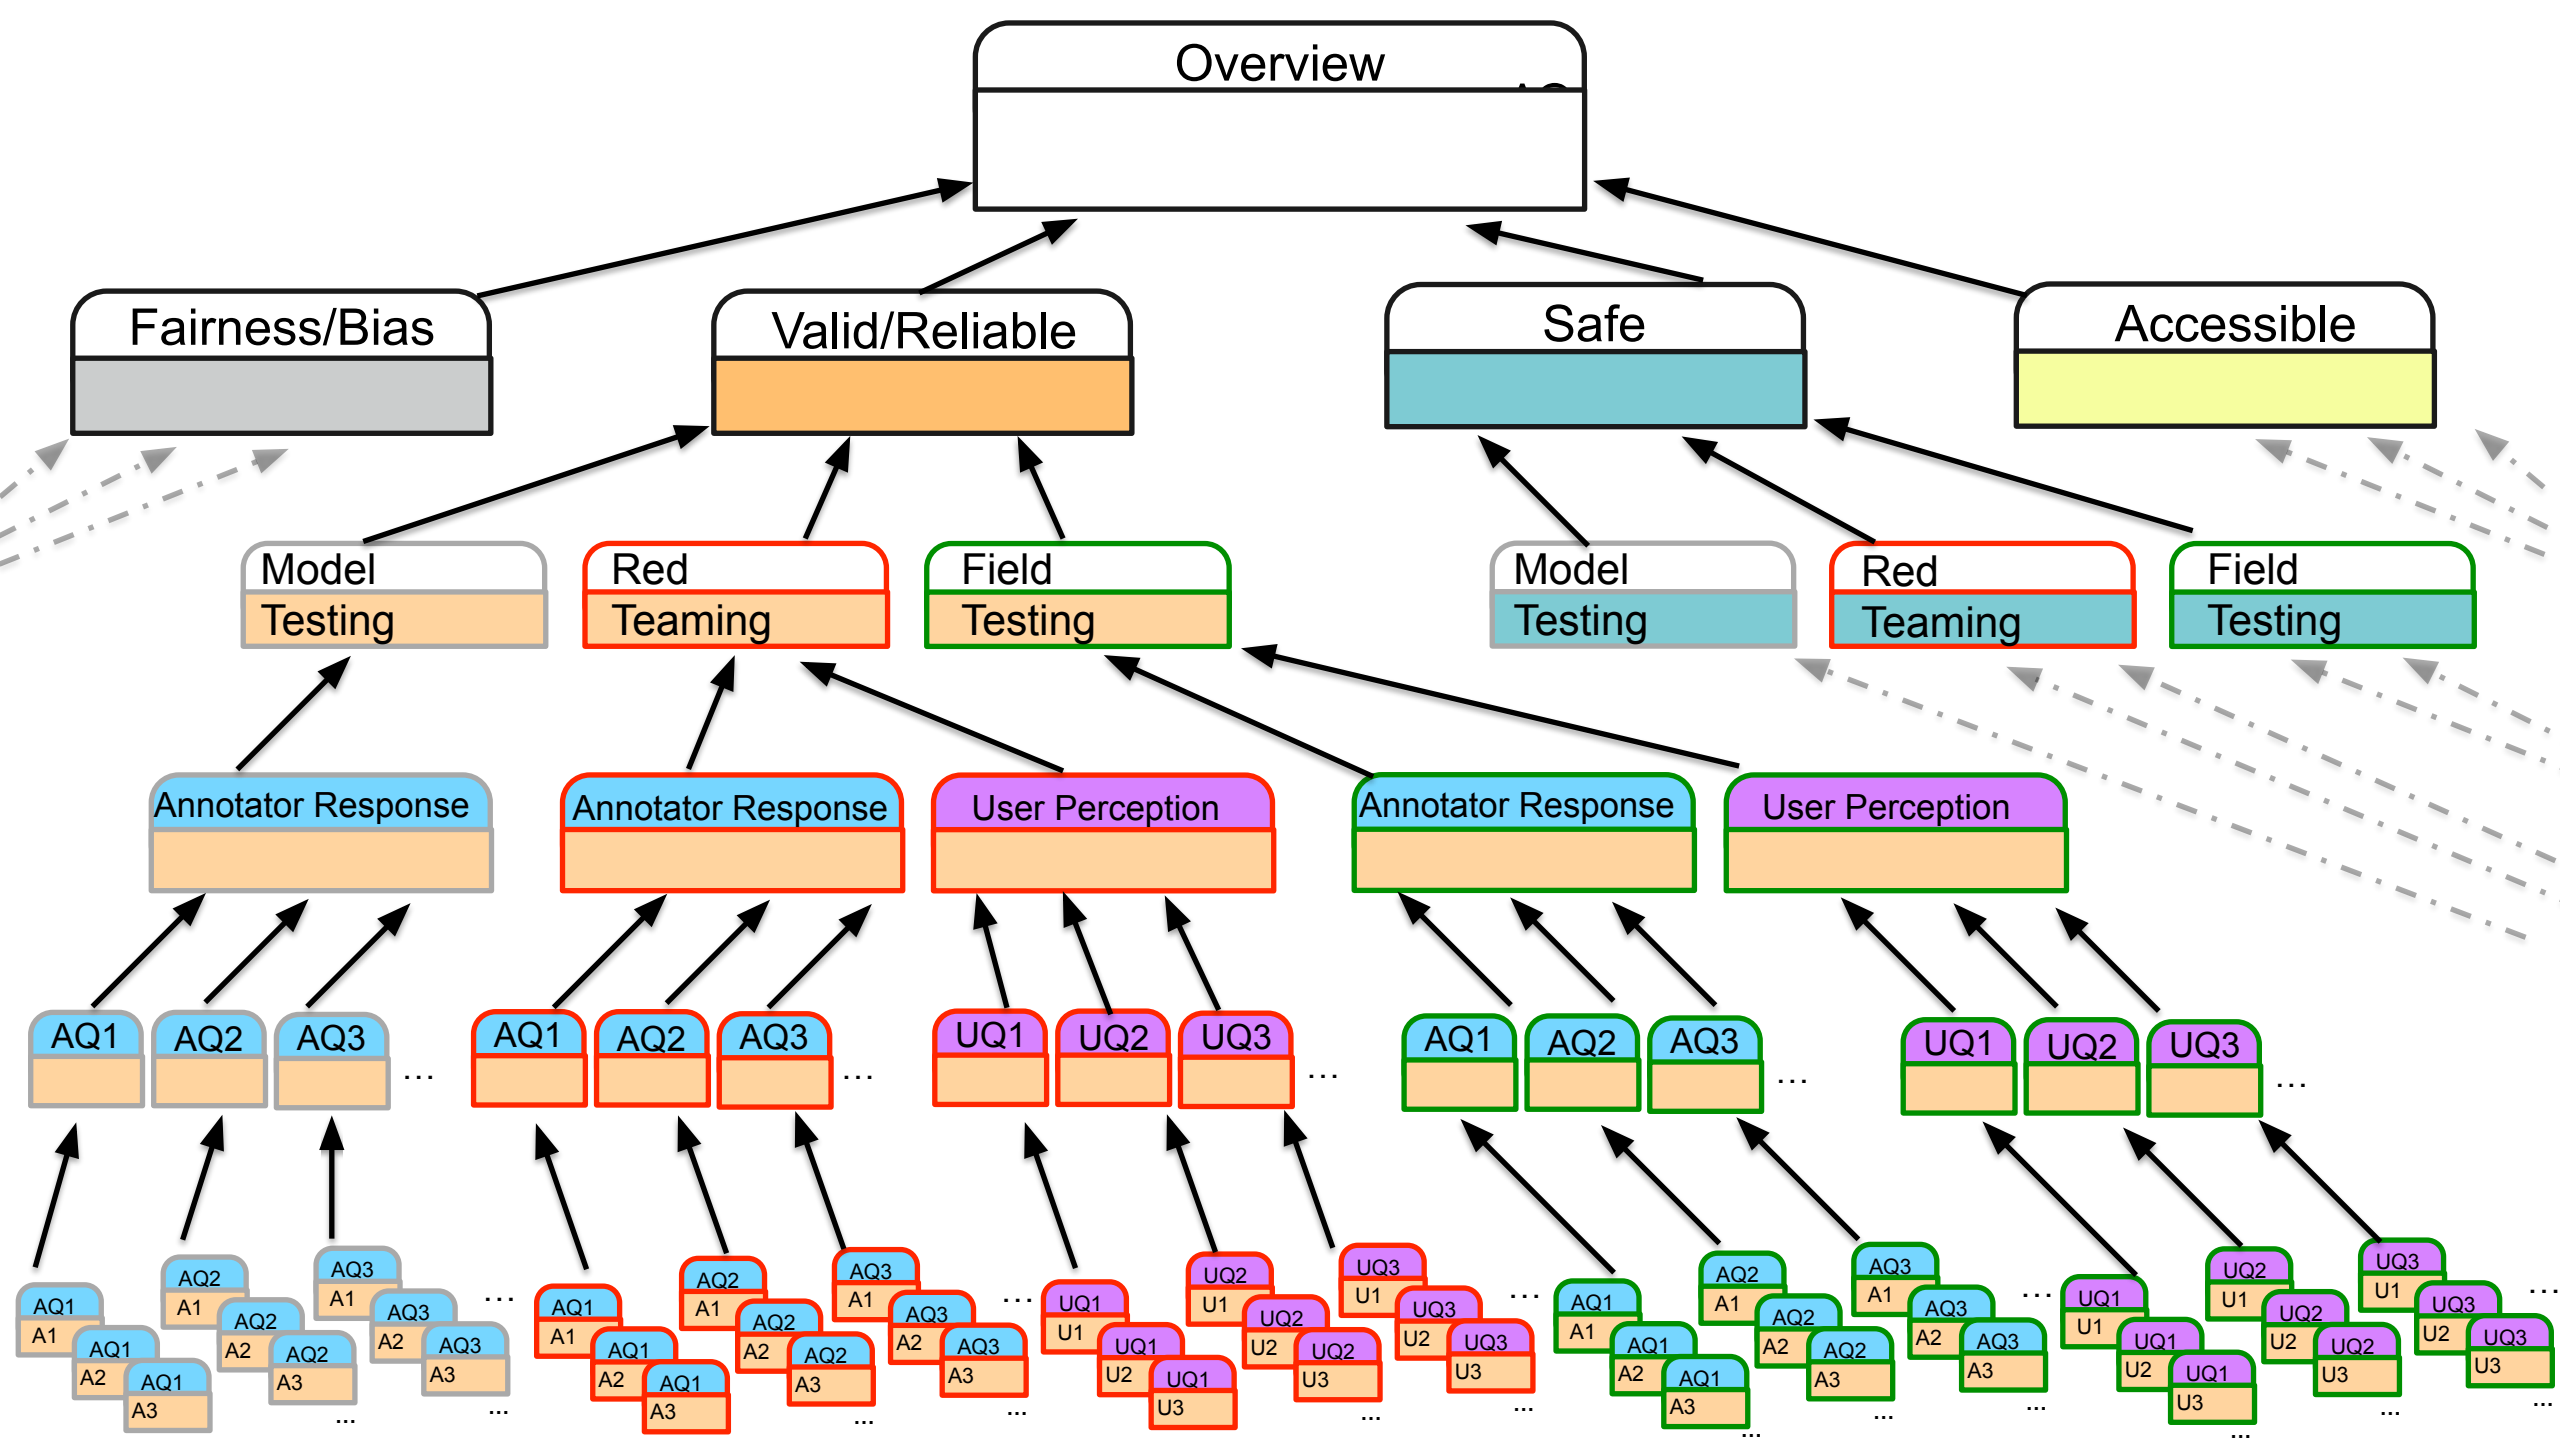 Overview
Fairness/Bias
Valid/Reliable
Safe
Accessible
Model
Testing
Red
Teaming
Field
Testing
Model
Testing
Red
Teaming
Field
Testing
Annotator Response
Annotator Response
User Perception
Annotator Response
User Perception
AQ1
AQ2
AQ3
...
AQ1
AQ2
AQ3
...
UQ1
UQ2
UQ3
...
AQ1
AQ2
AQ3
...
UQ1
UQ2
UQ3
...
AQ1
A1
AQ1
A2
AQ1
A3
AQ2
A1
AQ2
A2
AQ2
A3
...
AQ3
A1
AQ3
A2
AQ3
A3
...
...
AQ1
A1
AQ1
A2
AQ1
A3
AQ2
A1
AQ2
A2
AQ2
A3
...
AQ3
A1
AQ3
A2
AQ3
A3
...
...
UQ1
U1
UQ1
U2
UQ1
U3
UQ2
U1
UQ2
U2
UQ2
U3
...
UQ3
U1
UQ3
U2
UQ3
U3
...
...
AQ1
A1
AQ1
A2
AQ1
A3
...
AQ2
A1
AQ2
A2
AQ2
A3
...
AQ3
A1
AQ3
A2
AQ3
A3
...
...
UQ1
U1
UQ1
U2
UQ1
U3
...
UQ2
U1
UQ2
U2
UQ2
U3
...
UQ3
U1
UQ3
U2
UQ3
U3
...
...